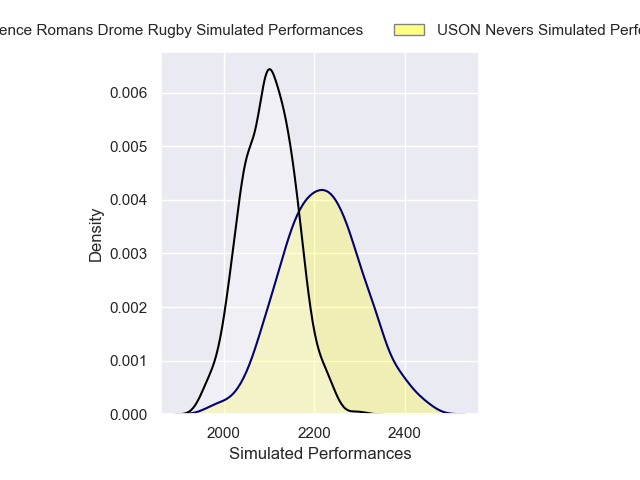 ence Romans Drome Rugby Simulated Performances
USON Nevers Simulated Perfo
0.006
0.005
0.004
0.003
0.002
0.001
0.000
Density
2000 2200 2400
Simulated Performances